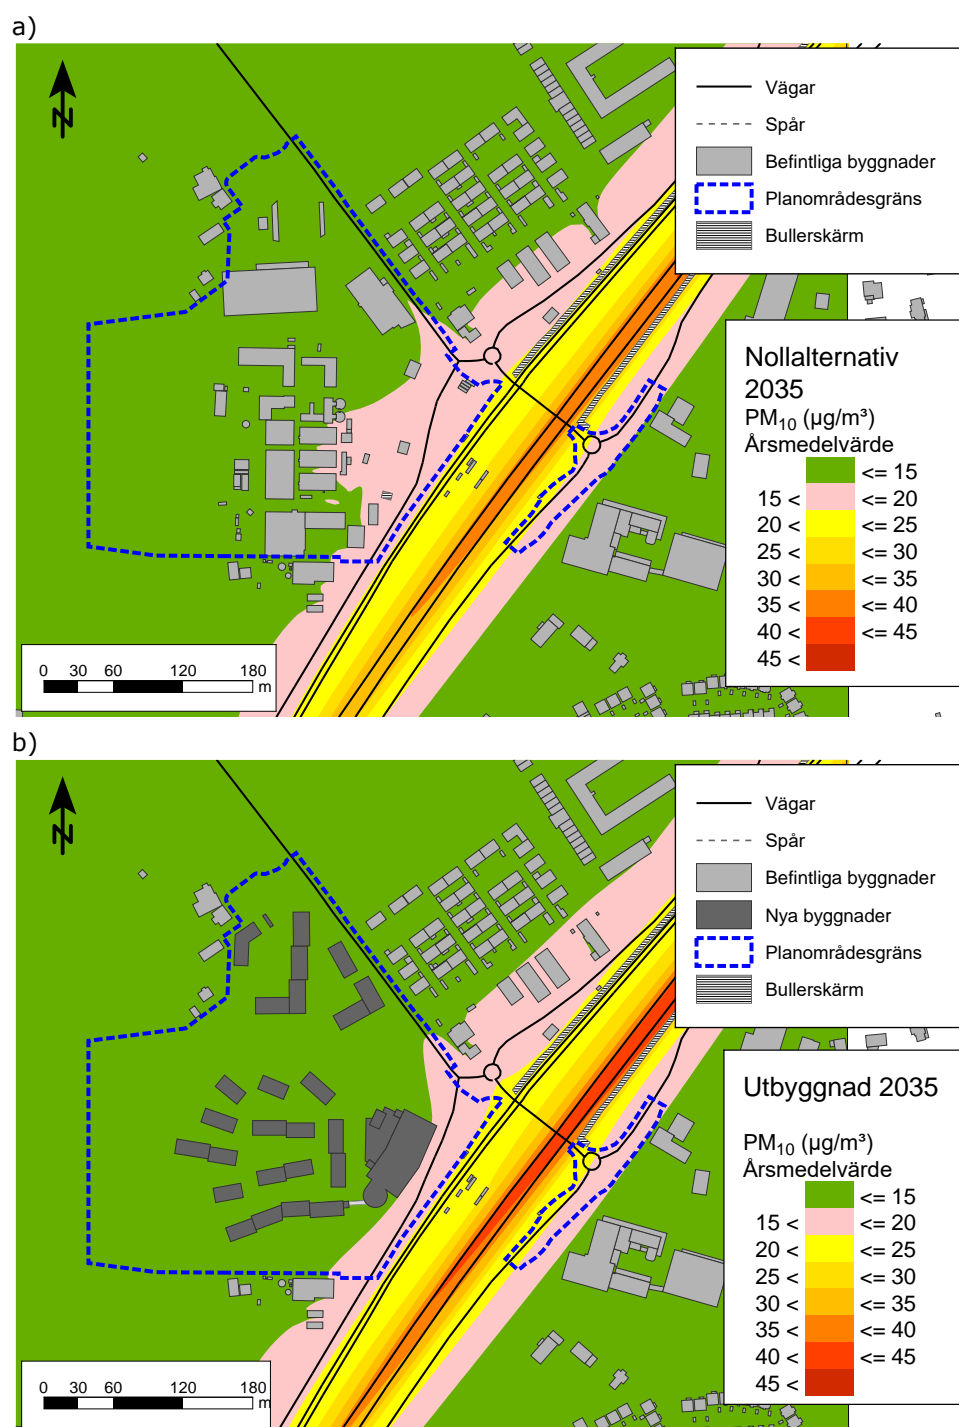 a)
N
Vägar
Spår
Befintliga byggnader
Planområdesgräns
Bullerskärm
Nollalternativ
2035
PM10 (µg/m³)
Årsmedelvärde
<= 15
15 < <= 20
20 < <= 25
25 < <= 30
30 < <= 35
35 < <= 40
40 < <= 45
45 <
0 30 60 120 180
m
b)
N
Vägar
Spår
Befintliga byggnader
Nya byggnader
Planområdesgräns
Bullerskärm
Utbyggnad 2035
PM10 (µg/m³)
Årsmedelvärde
<= 15
15 < <= 20
20 < <= 25
25 < <= 30
30 < <= 35
35 < <= 40
40 < <= 45
45 <
0 30 60 120 180
m